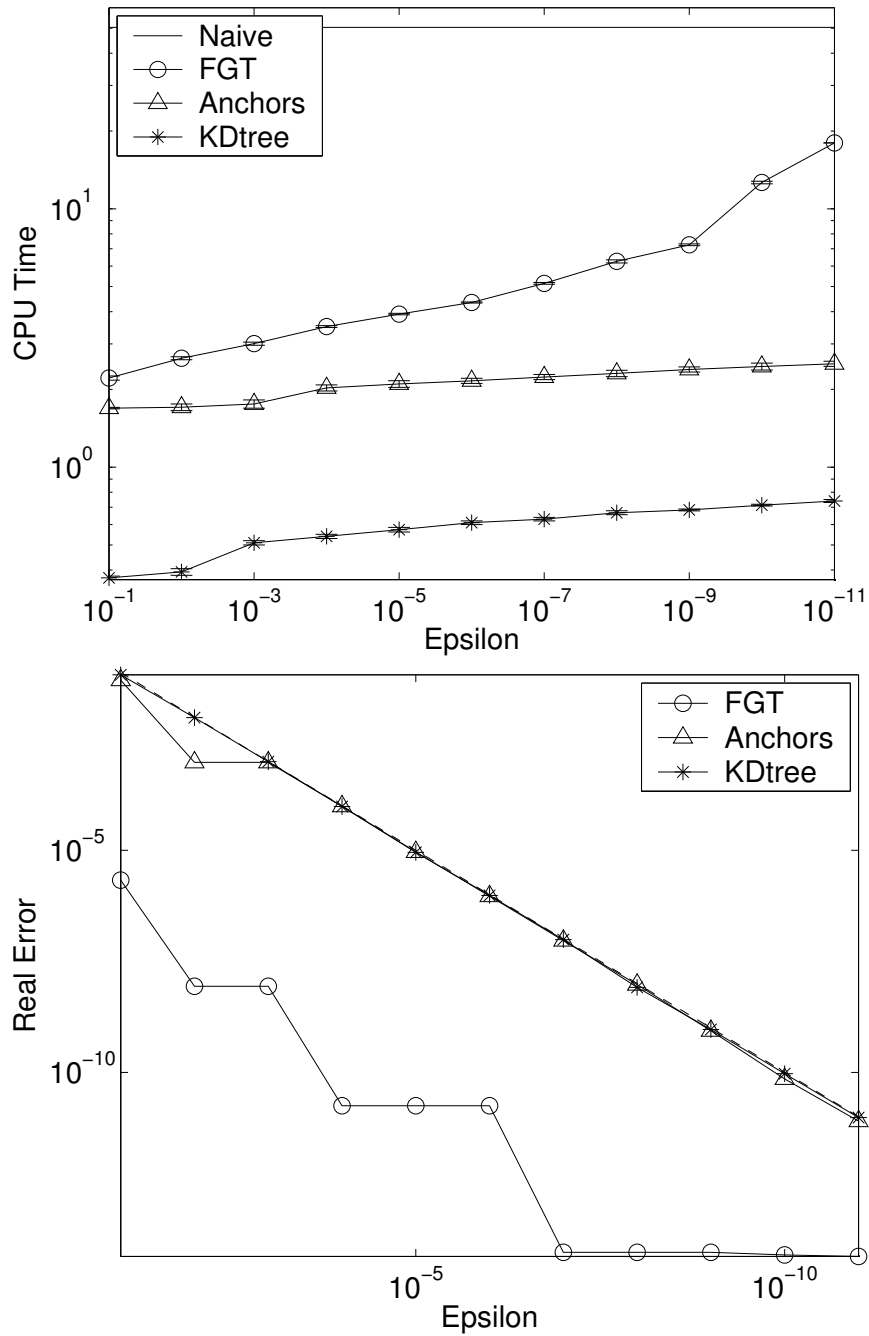 Naive
FGT
Anchors
KDtree
10^1
10^0
CPU Time
10^-1
10^-3
10^-5
10^-7
10^-9
10^-11
Epsilon
FGT
Anchors
KDtree
10^-5
10^-10
Real Error
10^-5
10^-10
Epsilon